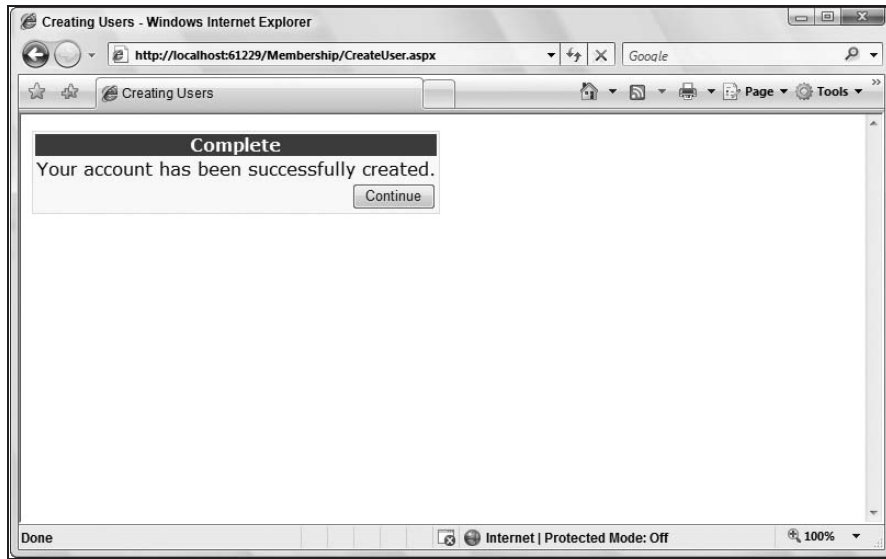 Creating Users - Windows Internet Explorer
http://localhost:61229/Membership/CreateUser.aspx
Google
Creating Users
Page
Tools
Complete
Your account has been successfully created.
Continue
Done
Internet | Protected Mode: Off
100%